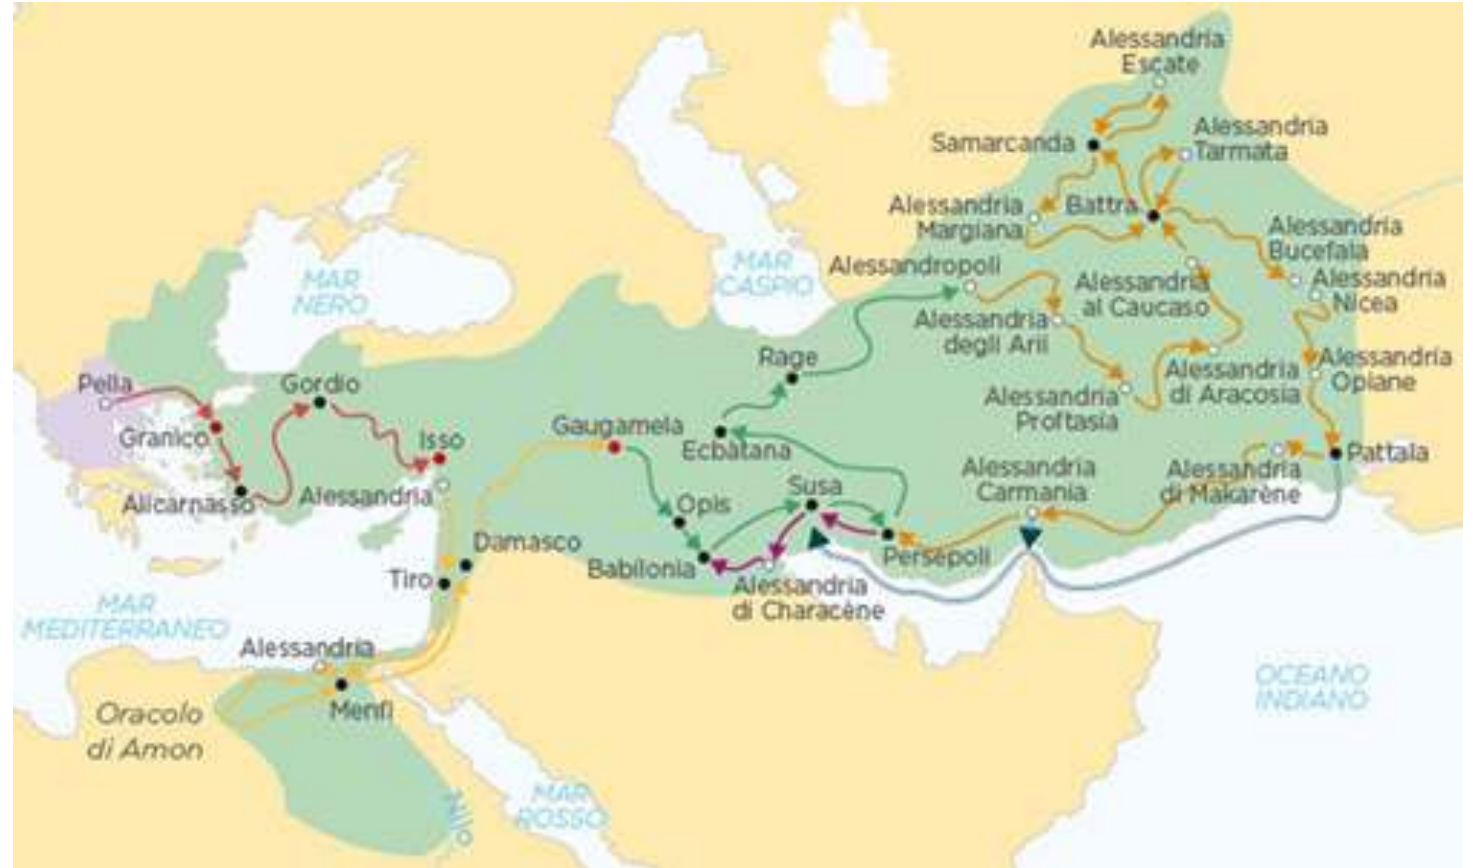 Alessandria
Escate
Samarcanda
Alessandria
Tarmata
Alessandria
Margiana
Battra
Alessandria
Bucefala
MAR
NERO
MAR
CASPIO
Alessandropoli
Alessandria
al Caucaso
Alessandria
Nicea
Alessandria
degli Arii
Rage
Pella
Gordio
Alessandria
di Aracosia
Alessandria
Opiane
Alessandria
Proftasia
Granico
Isso
Gaugamela
Ecbatana
Alessandria
Carmania
Alessandria
di Makarène
Pattala
Alicarnasso
Alessandria
Susa
Opis
Damasco
Tiro
Babilonia
Persepoli
Alessandria
di Characène
MAR
MEDITERRANEO
Alessandria
Menfi
Oracolo
di Amon
OCEANO
INDIANO
MAR
ROSSO
Nilo